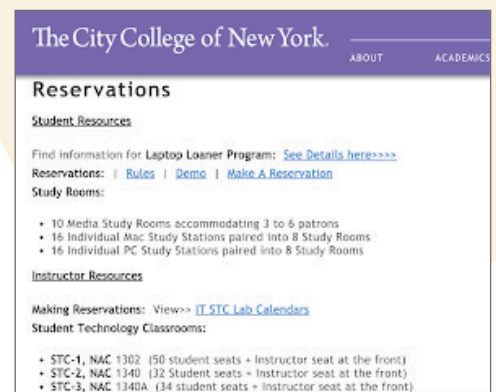 The City College of New York.
ABOUT ACADEMICS
Reservations
Student Resources
Find information for Laptop Loaner Program: See Details here>>>>
Reservations: | Rules | Demo | Make A Reservation
Study Rooms:
• 10 Media Study Rooms accommodating 3 to 6 patrons
• 16 Individual Mac Study Stations paired into 8 Study Rooms
• 16 Individual PC Study Stations paired into 8 Study Rooms
Instructor Resources
Making Reservations: View>> IT STC Lab Calendars
Student Technology Classrooms:
• STC-1, NAC 1302 (50 student seats + Instructor seat at the front)
• STC-2, NAC 1340 (32 Student seats + Instructor seat at the front)
• STC-3, NAC 1340A (34 student seats + Instructor seat at the front)